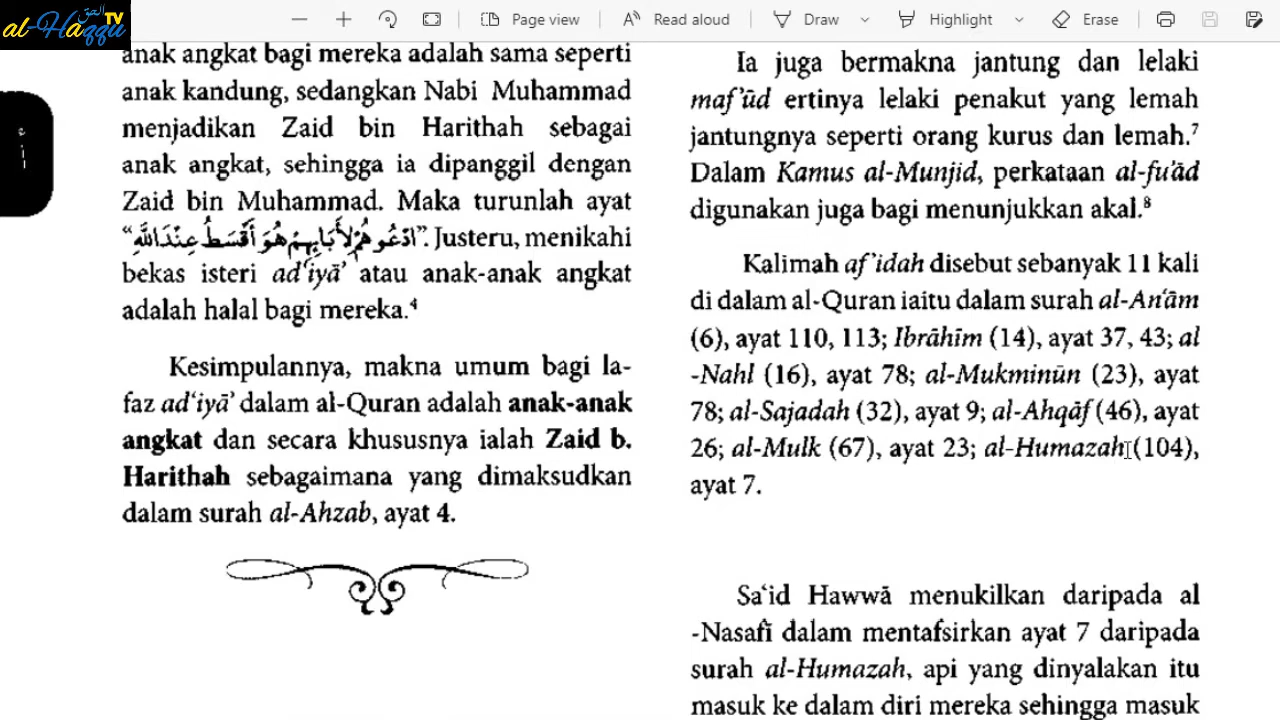 الحق
al-Haqqu TV
Page view
Read aloud
Draw
Highlight
Erase
أ
anak angkat bagi mereka adalah sama seperti
anak kandung, sedangkan Nabi Muhammad
menjadikan Zaid bin Harithah sebagai
anak angkat, sehingga ia dipanggil dengan
Zaid bin Muhammad. Maka turunlah ayat
"ادْعُوهُمْ لِأَبَابِهِمْ هُوَ أَقْسَطُ عِنْدَ اللَّهِ". Justeru, menikahi
bekas isteri ad‘iyā’ atau anak-anak angkat
adalah halal bagi mereka.⁴
Kesimpulannya, makna umum bagi la-
faz ad‘iyā’ dalam al-Quran adalah anak-anak
angkat dan secara khususnya ialah Zaid b.
Harithah sebagaimana yang dimaksudkan
dalam surah al-Ahzab, ayat 4.
Ia juga bermakna jantung dan lelaki
maf’ūd ertinya lelaki penakut yang lemah
jantungnya seperti orang kurus dan lemah.⁷
Dalam Kamus al-Munjid, perkataan al-fu’ād
digunakan juga bagi menunjukkan akal.⁸
Kalimah af’idah disebut sebanyak 11 kali
di dalam al-Quran iaitu dalam surah al-An‘ām
(6), ayat 110, 113; Ibrāhīm (14), ayat 37, 43; al
-Nahl (16), ayat 78; al-Mukminūn (23), ayat
78; al-Sajadah (32), ayat 9; al-Ahqāf (46), ayat
26; al-Mulk (67), ayat 23; al-Humazah (104),
ayat 7.
Sa‘id Hawwā menukilkan daripada al
-Nasafī dalam mentafsirkan ayat 7 daripada
surah al-Humazah, api yang dinyalakan itu
masuk ke dalam diri mereka sehingga masuk